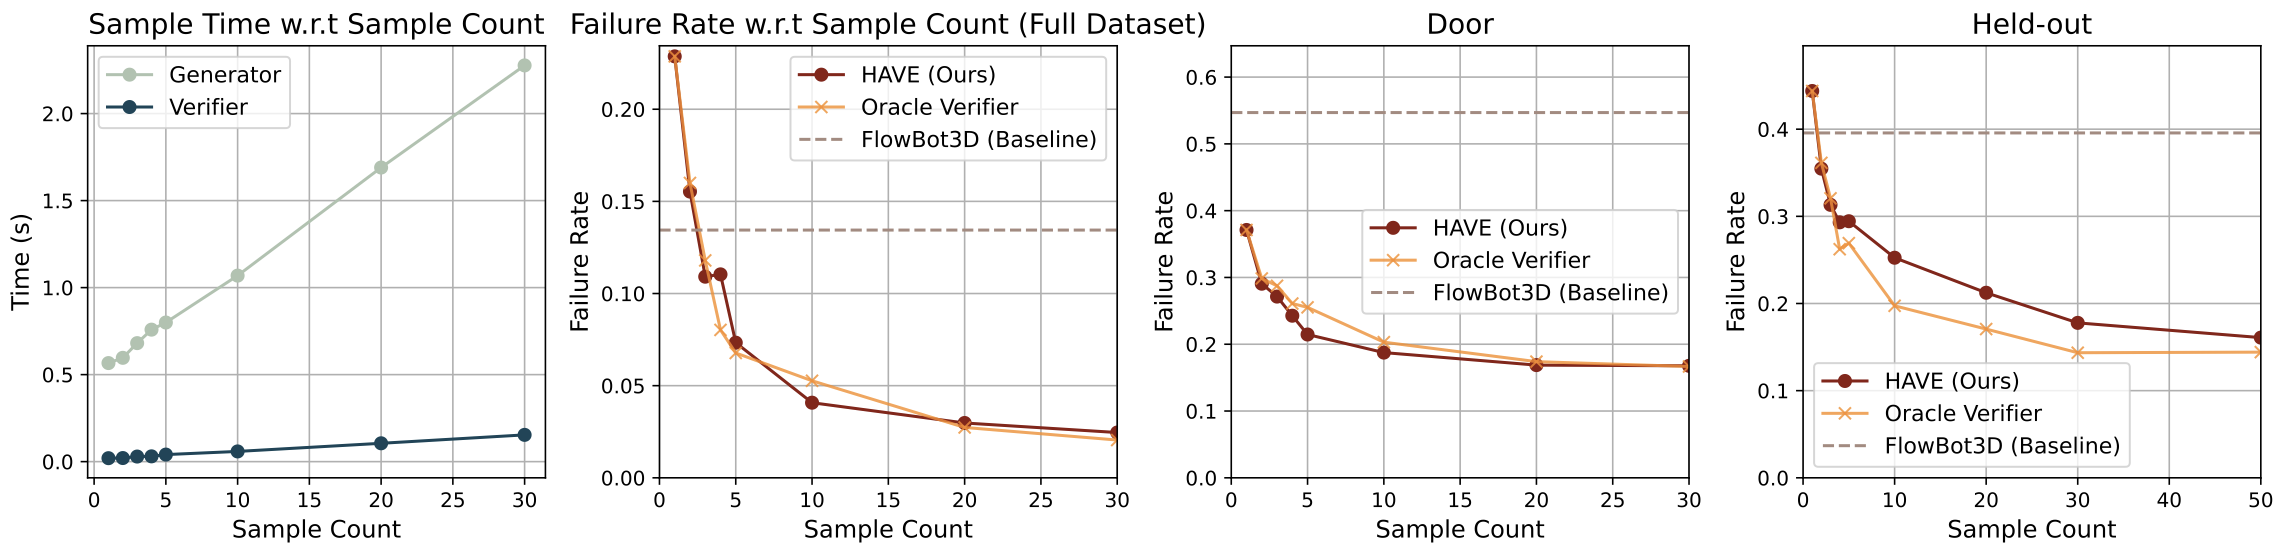 Sample Time w.r.t Sample Count
Generator
Verifier
2.0
1.5
1.0
0.5
0.0
Time (s)
0 5 10 15 20 25 30
Sample Count
Failure Rate w.r.t Sample Count (Full Dataset)
HAVE (Ours)
Oracle Verifier
FlowBot3D (Baseline)
0.20
0.15
0.10
0.05
0.00
Failure Rate
0 5 10 15 20 25 30
Sample Count
Door
0.6
0.5
0.4
0.3
0.2
0.1
0.0
Failure Rate
HAVE (Ours)
Oracle Verifier
FlowBot3D (Baseline)
0 5 10 15 20 25 30
Sample Count
Held-out
0.4
0.3
0.2
0.1
0.0
Failure Rate
HAVE (Ours)
Oracle Verifier
FlowBot3D (Baseline)
0 10 20 30 40 50
Sample Count